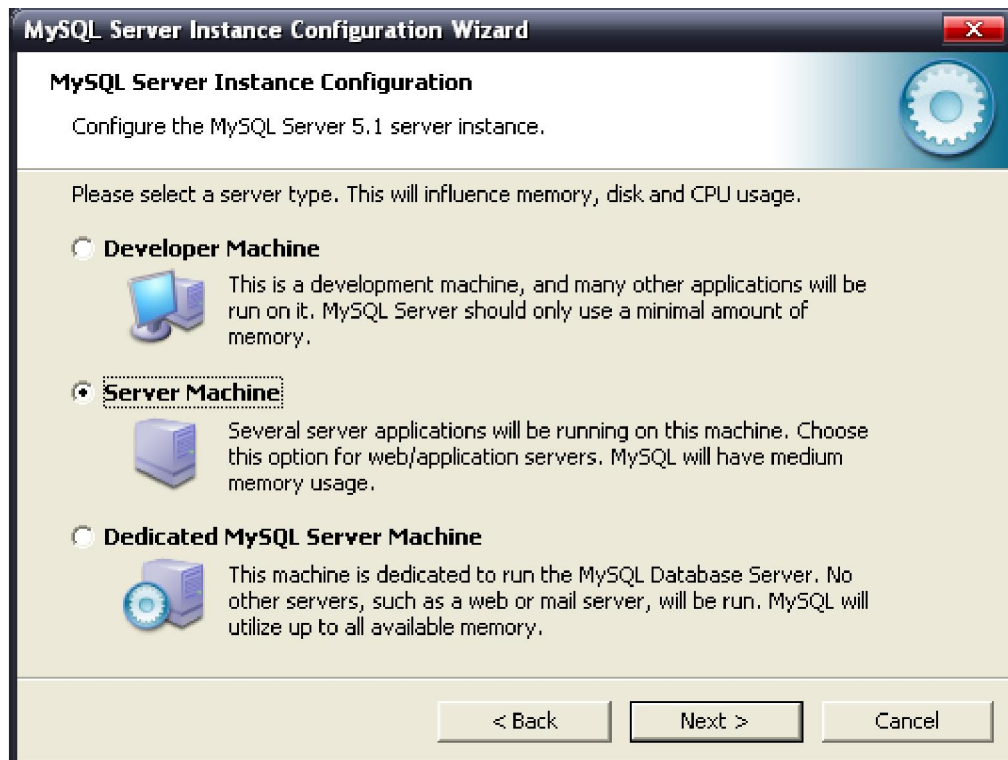 MySQL Server Instance Configuration Wizard
MySQL Server Instance Configuration
Configure the MySQL Server 5.1 server instance.
Please select a server type. This will influence memory, disk and CPU usage.
Developer Machine
This is a development machine, and many other applications will be
run on it. MySQL Server should only use a minimal amount of
memory.
Server Machine
Several server applications will be running on this machine. Choose
this option for web/application servers. MySQL will have medium
memory usage.
Dedicated MySQL Server Machine
This machine is dedicated to run the MySQL Database Server. No
other servers, such as a web or mail server, will be run. MySQL will
utilize up to all available memory.
< Back Next > Cancel